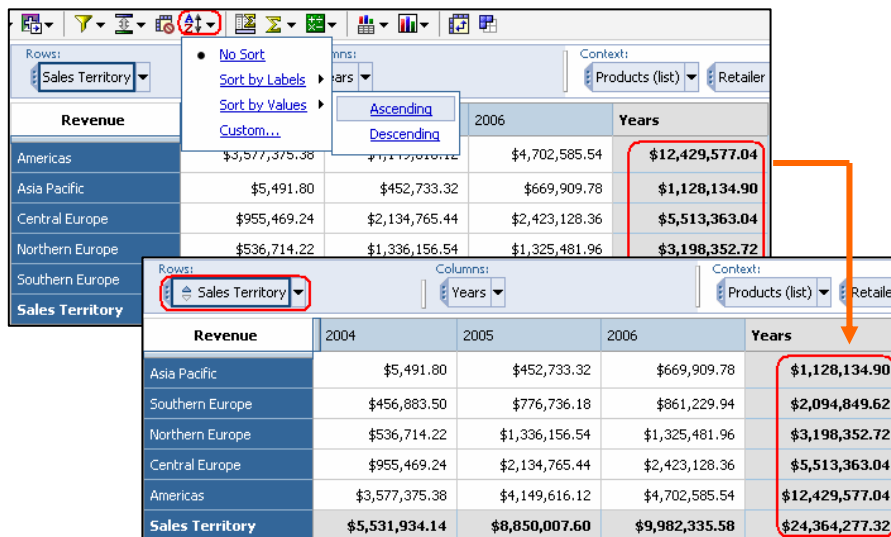 Rows:
Sales Territory
No Sort
Sort by Labels
Sort by Values
Custom...
Ascending
Descending
Context:
Products (list) Retailer
Revenue 2006 Years
Americas $3,577,375.38 $4,149,616.12 $4,702,585.54 $12,429,577.04
Asia Pacific $5,491.80 $452,733.32 $669,909.78 $1,128,134.90
Central Europe $955,469.24 $2,134,765.44 $2,423,128.36 $5,513,363.04
Northern Europe $536,714.22 $1,336,156.54 $1,325,481.96 $3,198,352.72
Southern Europe
Sales Territory
Rows: Columns: Context:
Sales Territory Years Products (list) Retaile
Revenue 2004 2005 2006 Years
Asia Pacific $5,491.80 $452,733.32 $669,909.78 $1,128,134.90
Southern Europe $456,883.50 $776,736.18 $861,229.94 $2,094,849.62
Northern Europe $536,714.22 $1,336,156.54 $1,325,481.96 $3,198,352.72
Central Europe $955,469.24 $2,134,765.44 $2,423,128.36 $5,513,363.04
Americas $3,577,375.38 $4,149,616.12 $4,702,585.54 $12,429,577.04
Sales Territory $5,531,934.14 $8,850,007.60 $9,982,335.58 $24,364,277.32